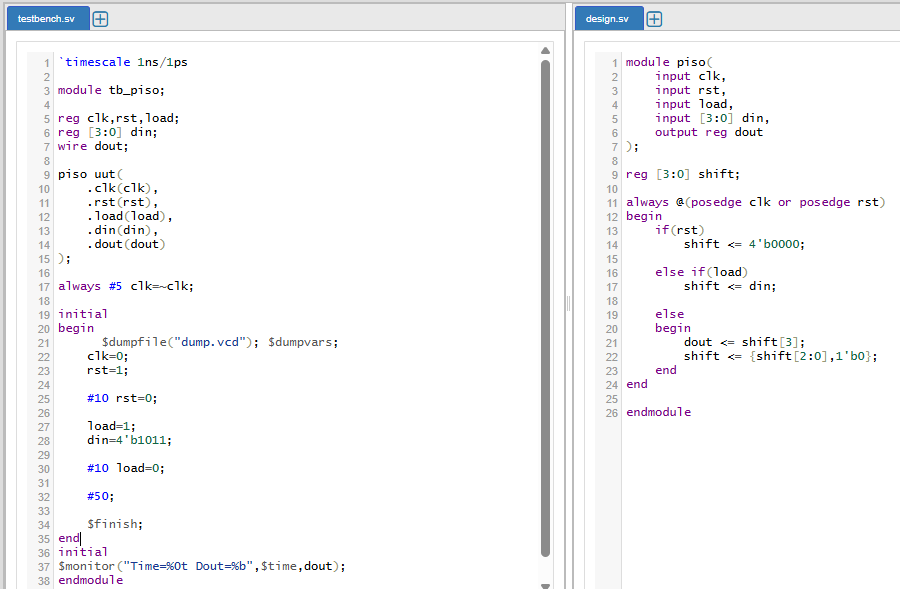 testbench.sv
1 `timescale 1ns/1ps
2
3 module tb_piso;
4
5 reg clk,rst,load;
6 reg [3:0] din;
7 wire dout;
8
9 piso uut(
10     .clk(clk),
11     .rst(rst),
12     .load(load),
13     .din(din),
14     .dout(dout)
15 );
16
17 always #5 clk=~clk;
18
19 initial
20 begin
21       $dumpfile("dump.vcd"); $dumpvars;
22     clk=0;
23     rst=1;
24
25     #10 rst=0;
26
27     load=1;
28     din=4'b1011;
29
30     #10 load=0;
31
32     #50;
33
34     $finish;
35 end
36 initial
37 $monitor("Time=%0t Dout=%b",$time,dout);
38 endmodule
design.sv
1 module piso(
2     input clk,
3     input rst,
4     input load,
5     input [3:0] din,
6     output reg dout
7 );
8
9 reg [3:0] shift;
10
11 always @(posedge clk or posedge rst)
12 begin
13     if(rst)
14         shift <= 4'b0000;
15
16     else if(load)
17         shift <= din;
18
19     else
20     begin
21         dout <= shift[3];
22         shift <= {shift[2:0],1'b0};
23     end
24 end
25
26 endmodule